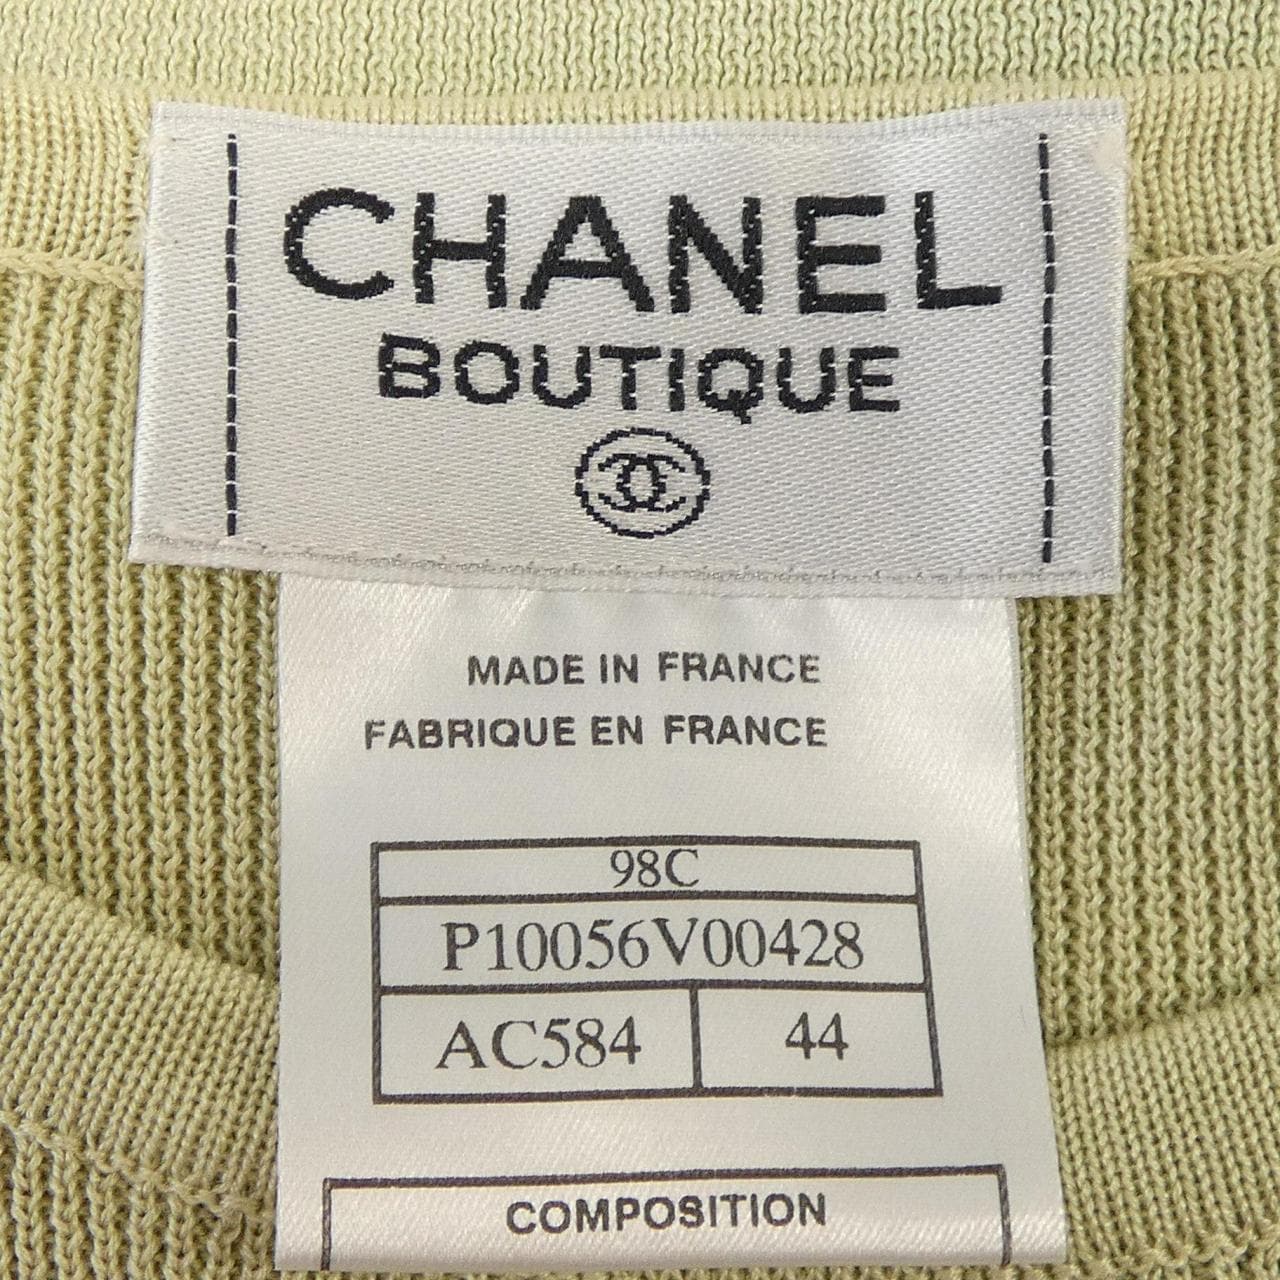 CHANEL
BOUTIQUE
MADE IN FRANCE
FABRIQUE EN FRANCE
98C
P10056V00428
AC584 44
COMPOSITION